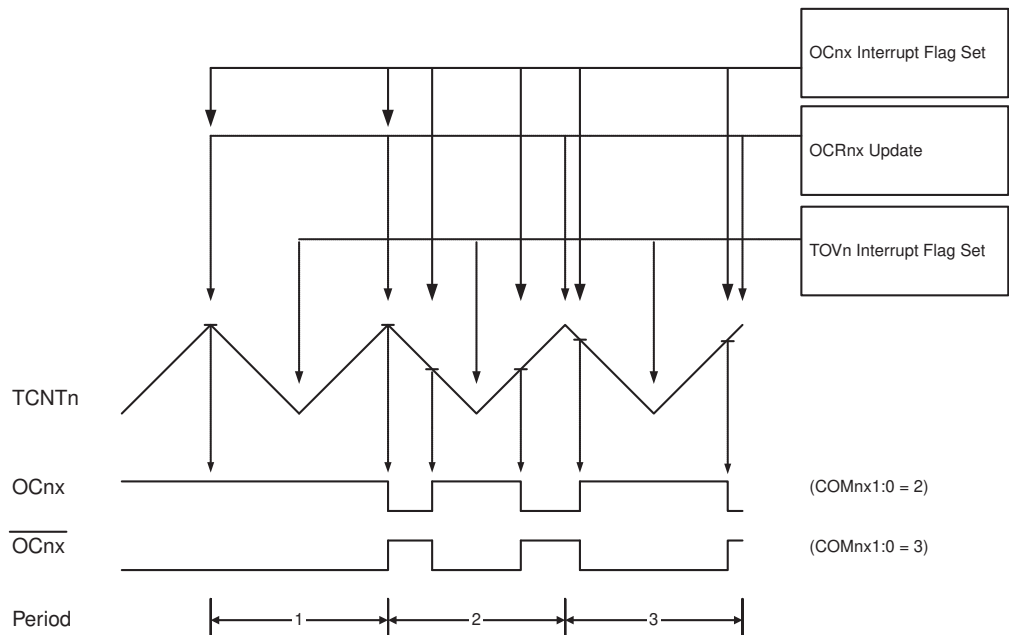 OCnx Interrupt Flag Set
OCRnx Update
TOVn Interrupt Flag Set
TCNTn
OCnx
(COMnx1:0 = 2)
OCnx
(COMnx1:0 = 3)
Period
1
2
3